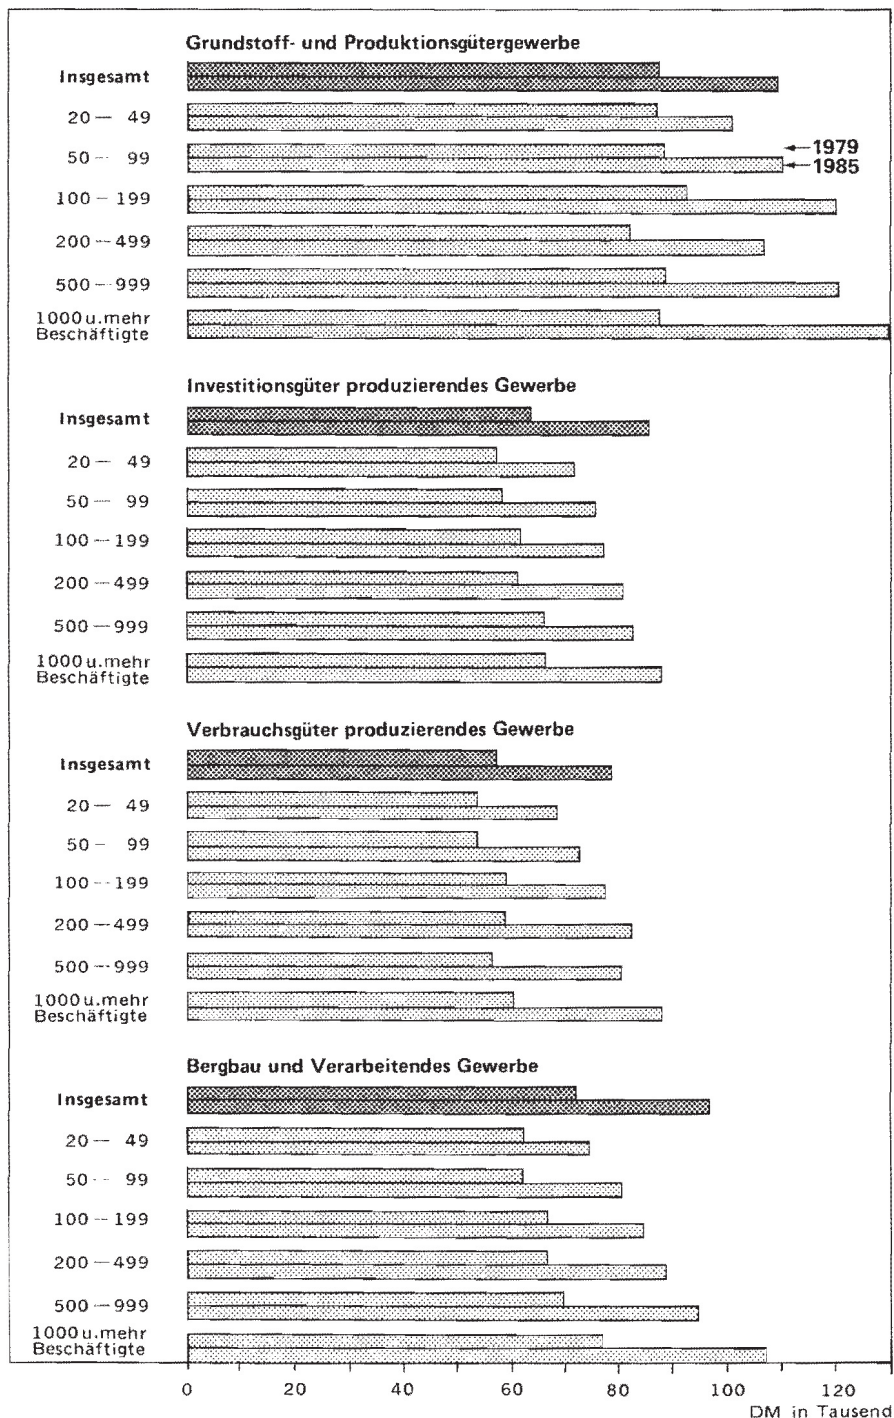 Grundstoff- und Produktionsgütergewerbe
Insgesamt
20 — 49
50 — 99
1979
1985
100 – 199
200 — 499
500 — 999
1000 u. mehr
Beschäftigte
Investitionsgüter produzierendes Gewerbe
Insgesamt
20 — 49
50 — 99
100 — 199
200 — 499
500 — 999
1000 u. mehr
Beschäftigte
Verbrauchsgüter produzierendes Gewerbe
Insgesamt
20 — 49
50 — 99
100 — 199
200 — 499
500 — 999
1000 u. mehr
Beschäftigte
Bergbau und Verarbeitendes Gewerbe
Insgesamt
20 — 49
50 — 99
100 — 199
200 — 499
500 — 999
1000 u. mehr
Beschäftigte
0 20 40 60 80 100 120
DM in Tausend